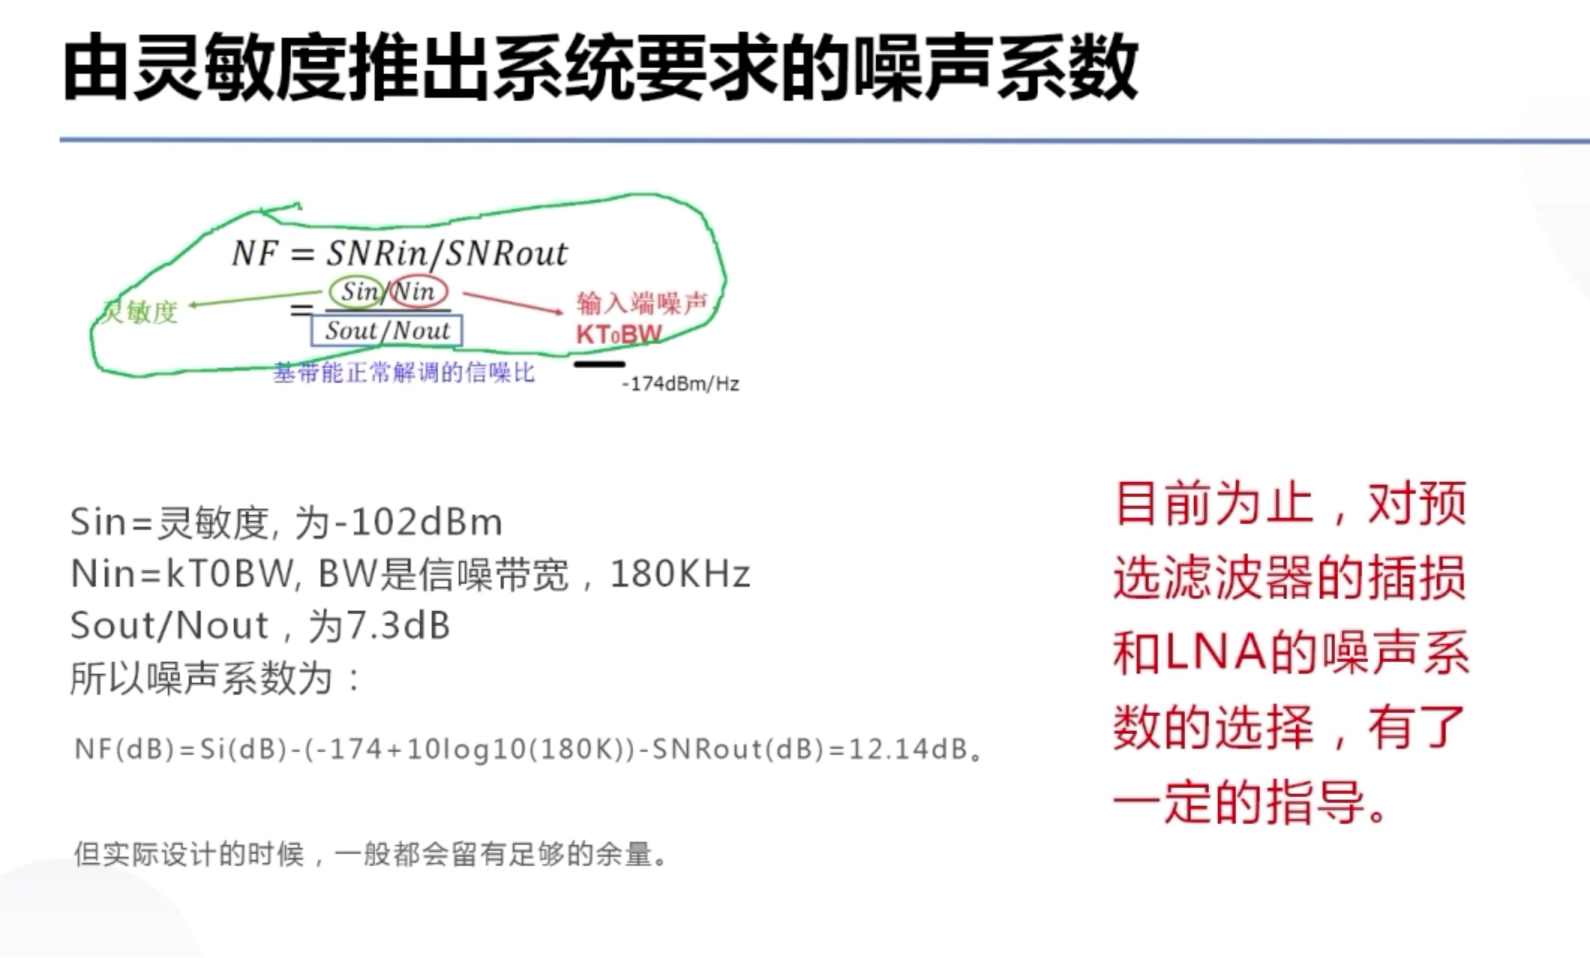 由灵敏度推出系统要求的噪声系数
NF = SNRin/SNRout
= Sin/Nin
Sout/Nout
灵敏度
输入端噪声
KT₀BW
基带能正常解调的信噪比
-174dBm/Hz
Sin=灵敏度, 为-102dBm
Nin=kT0BW, BW是信噪带宽，180KHz
Sout/Nout，为7.3dB
所以噪声系数为：
NF(dB)=Si(dB)-(-174+10log10(180K))-SNRout(dB)=12.14dB。
但实际设计的时候，一般都会留有足够的余量。
目前为止，对预
选滤波器的插损
和LNA的噪声系
数的选择，有了
一定的指导。